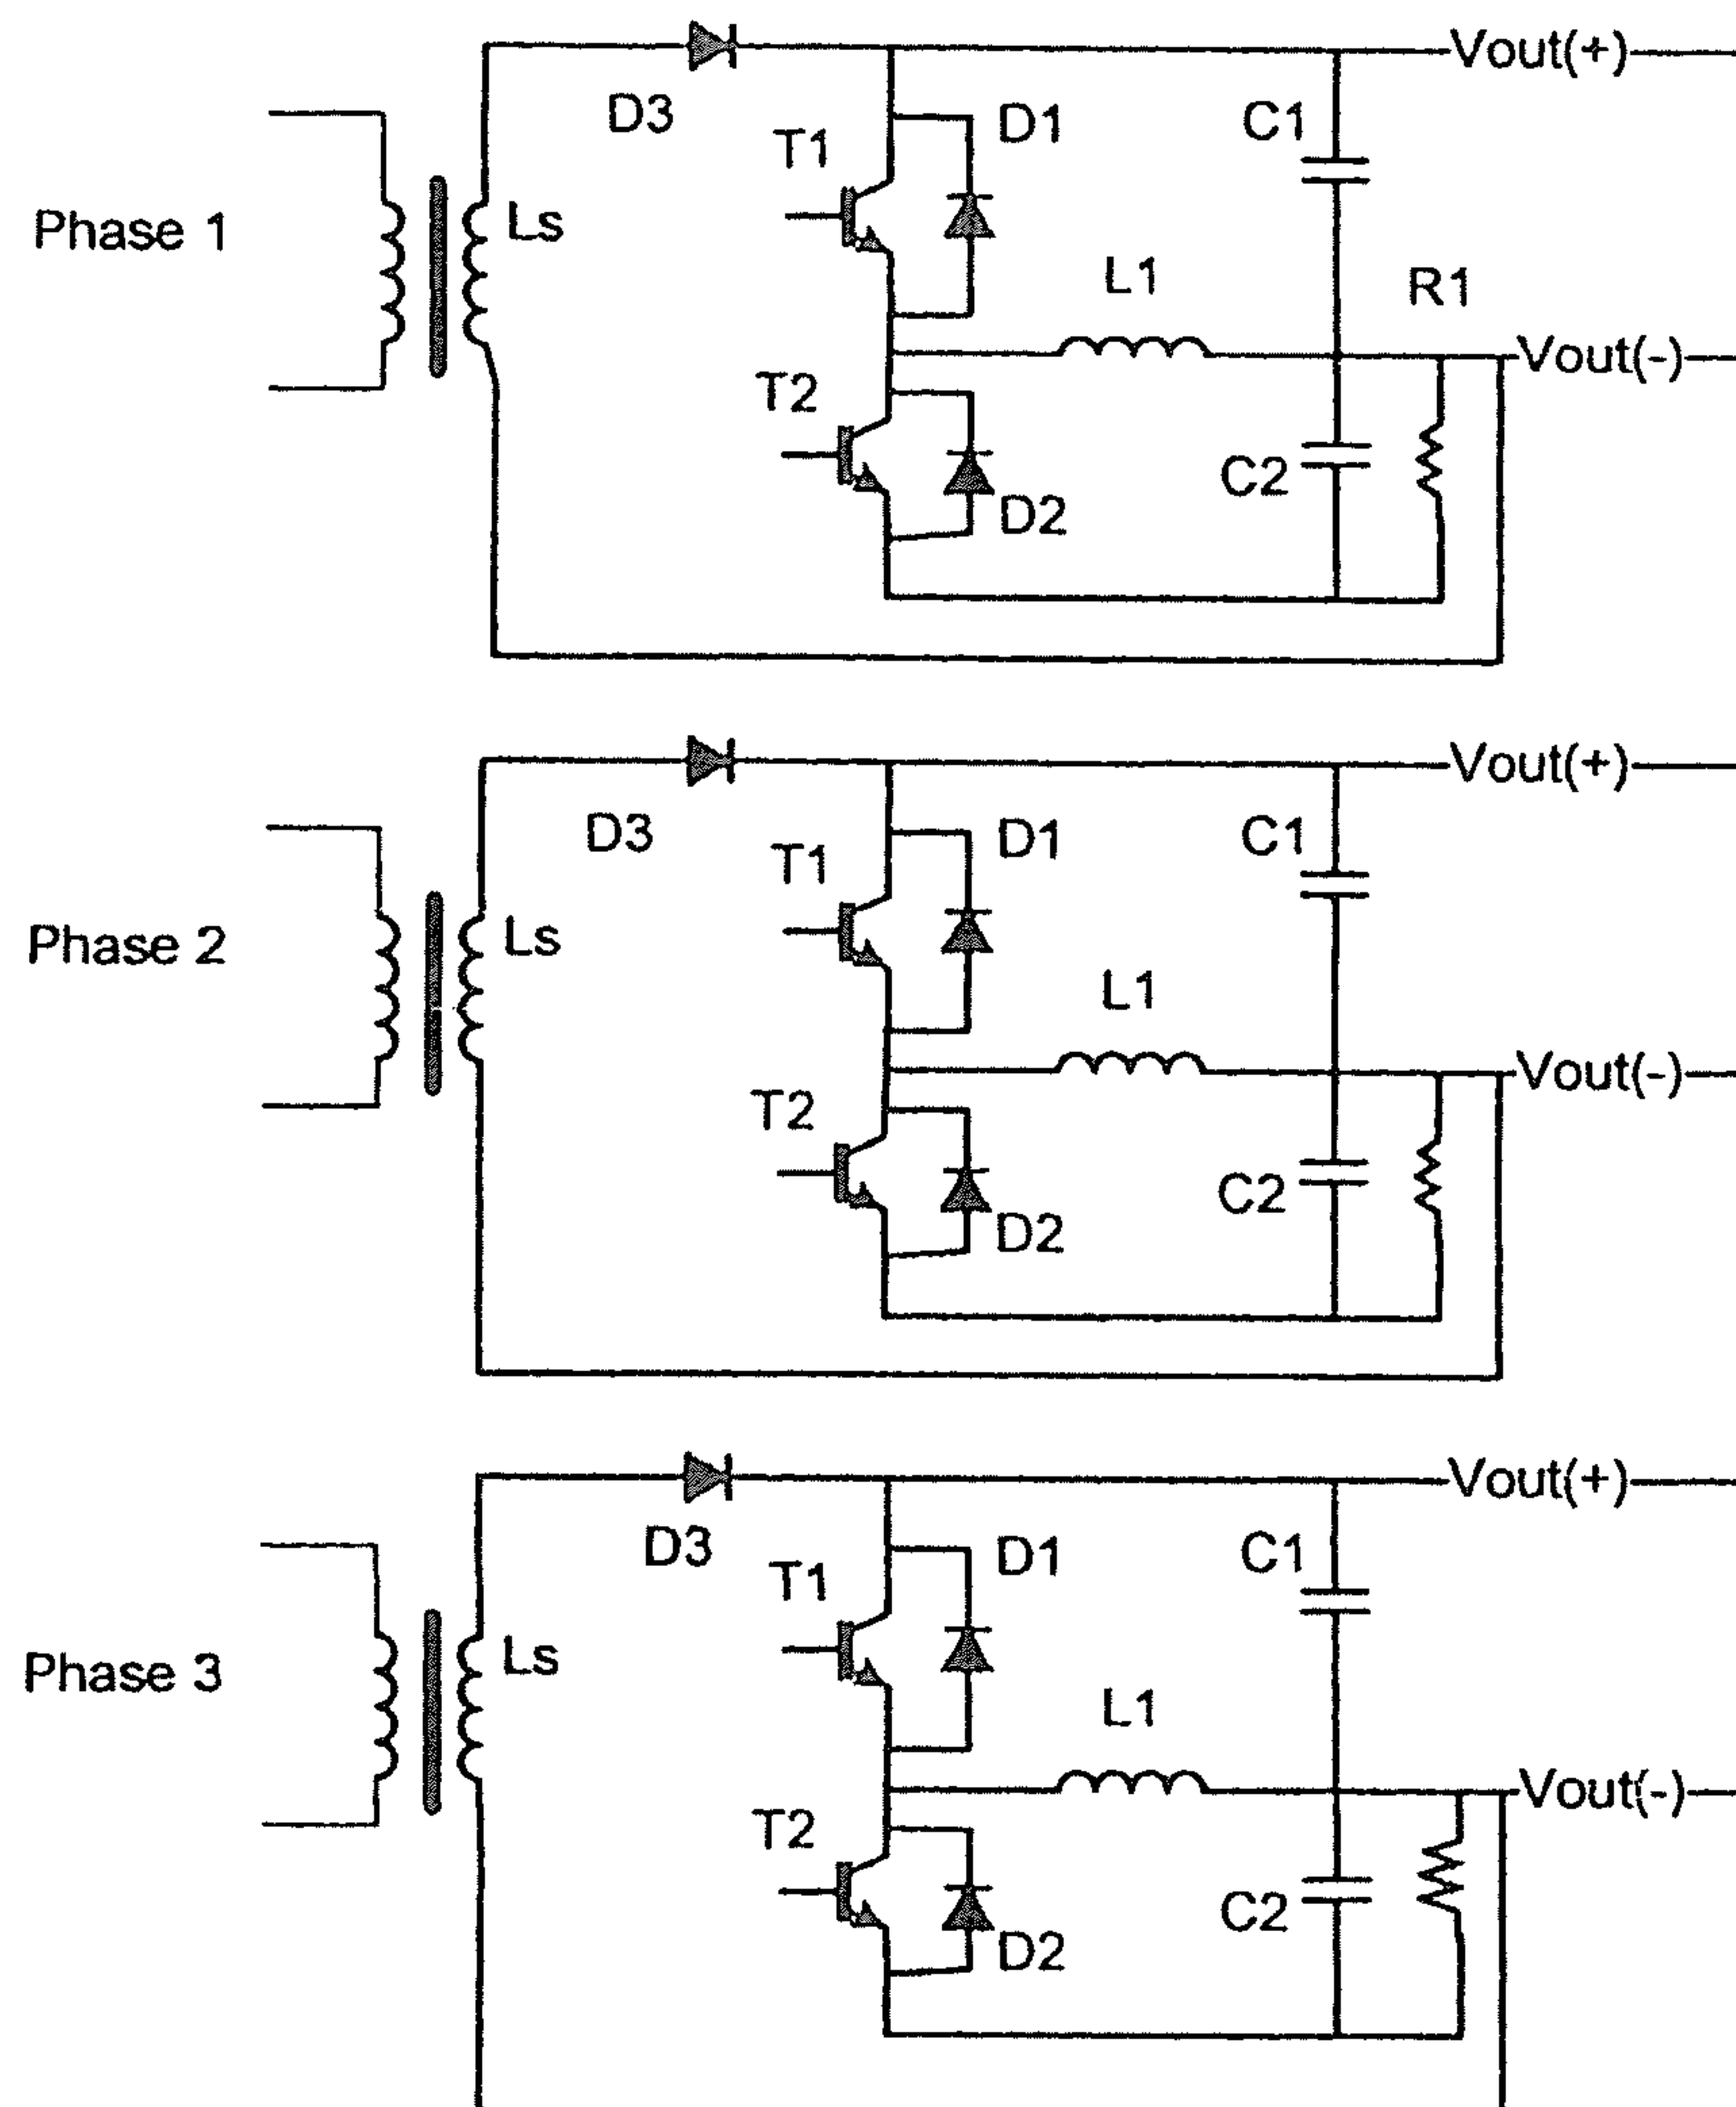 Vout(+)
D3
D1
C1
T1
Phase 1
Ls
L1
R1
Vout(-)
T2
C2
D2
Vout(+)
D3
D1
C1
T1
Phase 2
Ls
L1
Vout(-)
T2
C2
D2
Vout(+)
D3
D1
C1
T1
Phase 3
Ls
L1
Vout(-)
T2
C2
D2